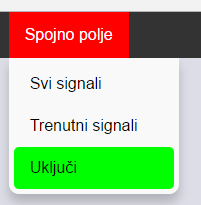 Spojno polje
Svi signali
Trenutni signali
Uključi